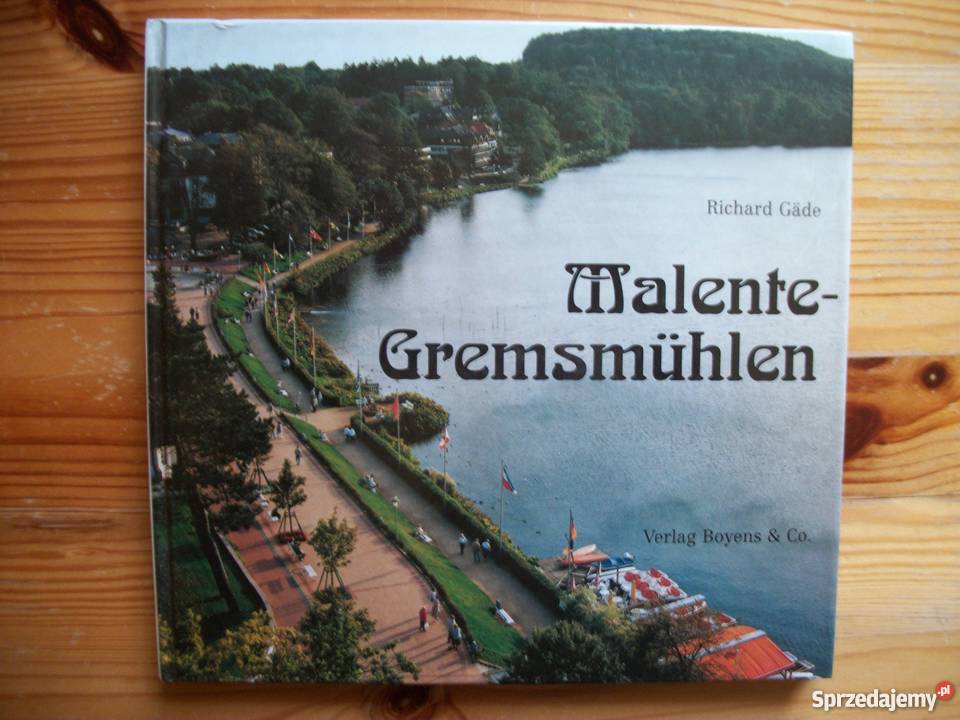 Richard Gäde
Malente-
Gremsmühlen
Verlag Boyens & Co.
Sprzedajemy.pl